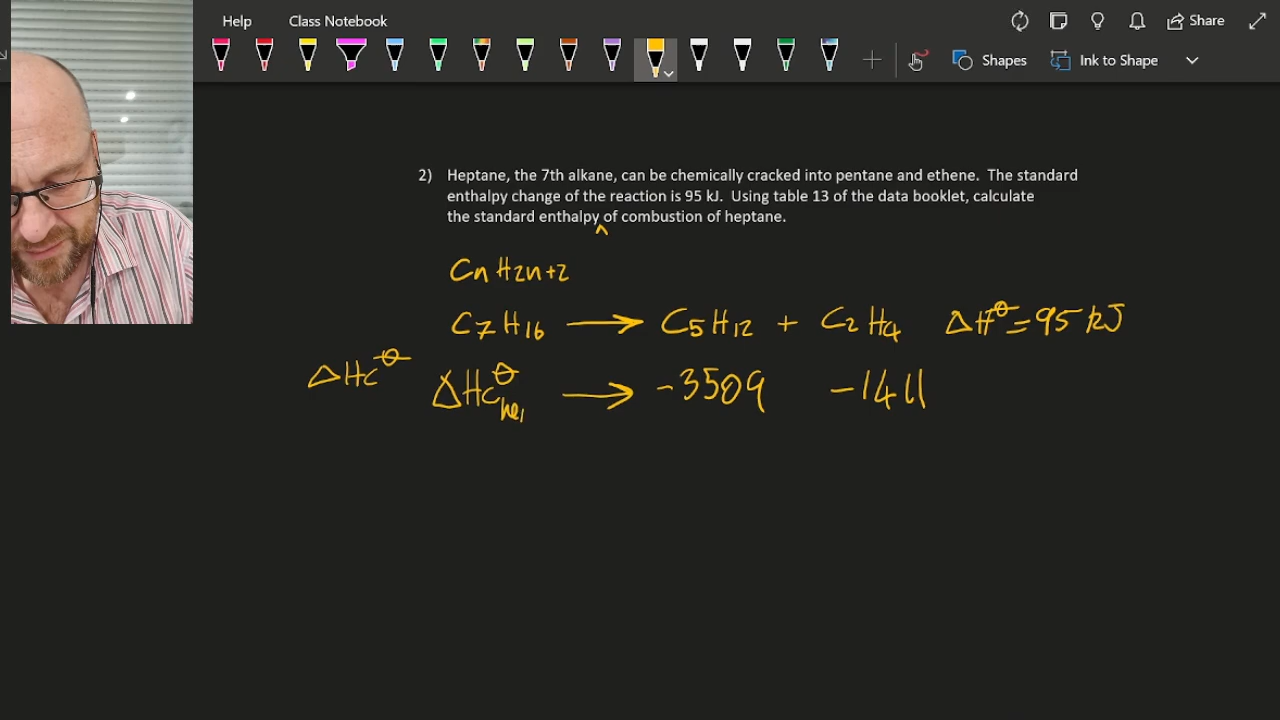 Help Class Notebook Share
Shapes Ink to Shape
2) Heptane, the 7th alkane, can be chemically cracked into pentane and ethene. The standard
enthalpy change of the reaction is 95 kJ. Using table 13 of the data booklet, calculate
the standard enthalpy of combustion of heptane.
^
CnH2n+2
C7H16 → C5H12 + C2H4 ΔH⊖ = 95 kJ
ΔHc⊖ ΔHc⊖ → -3509 -1411